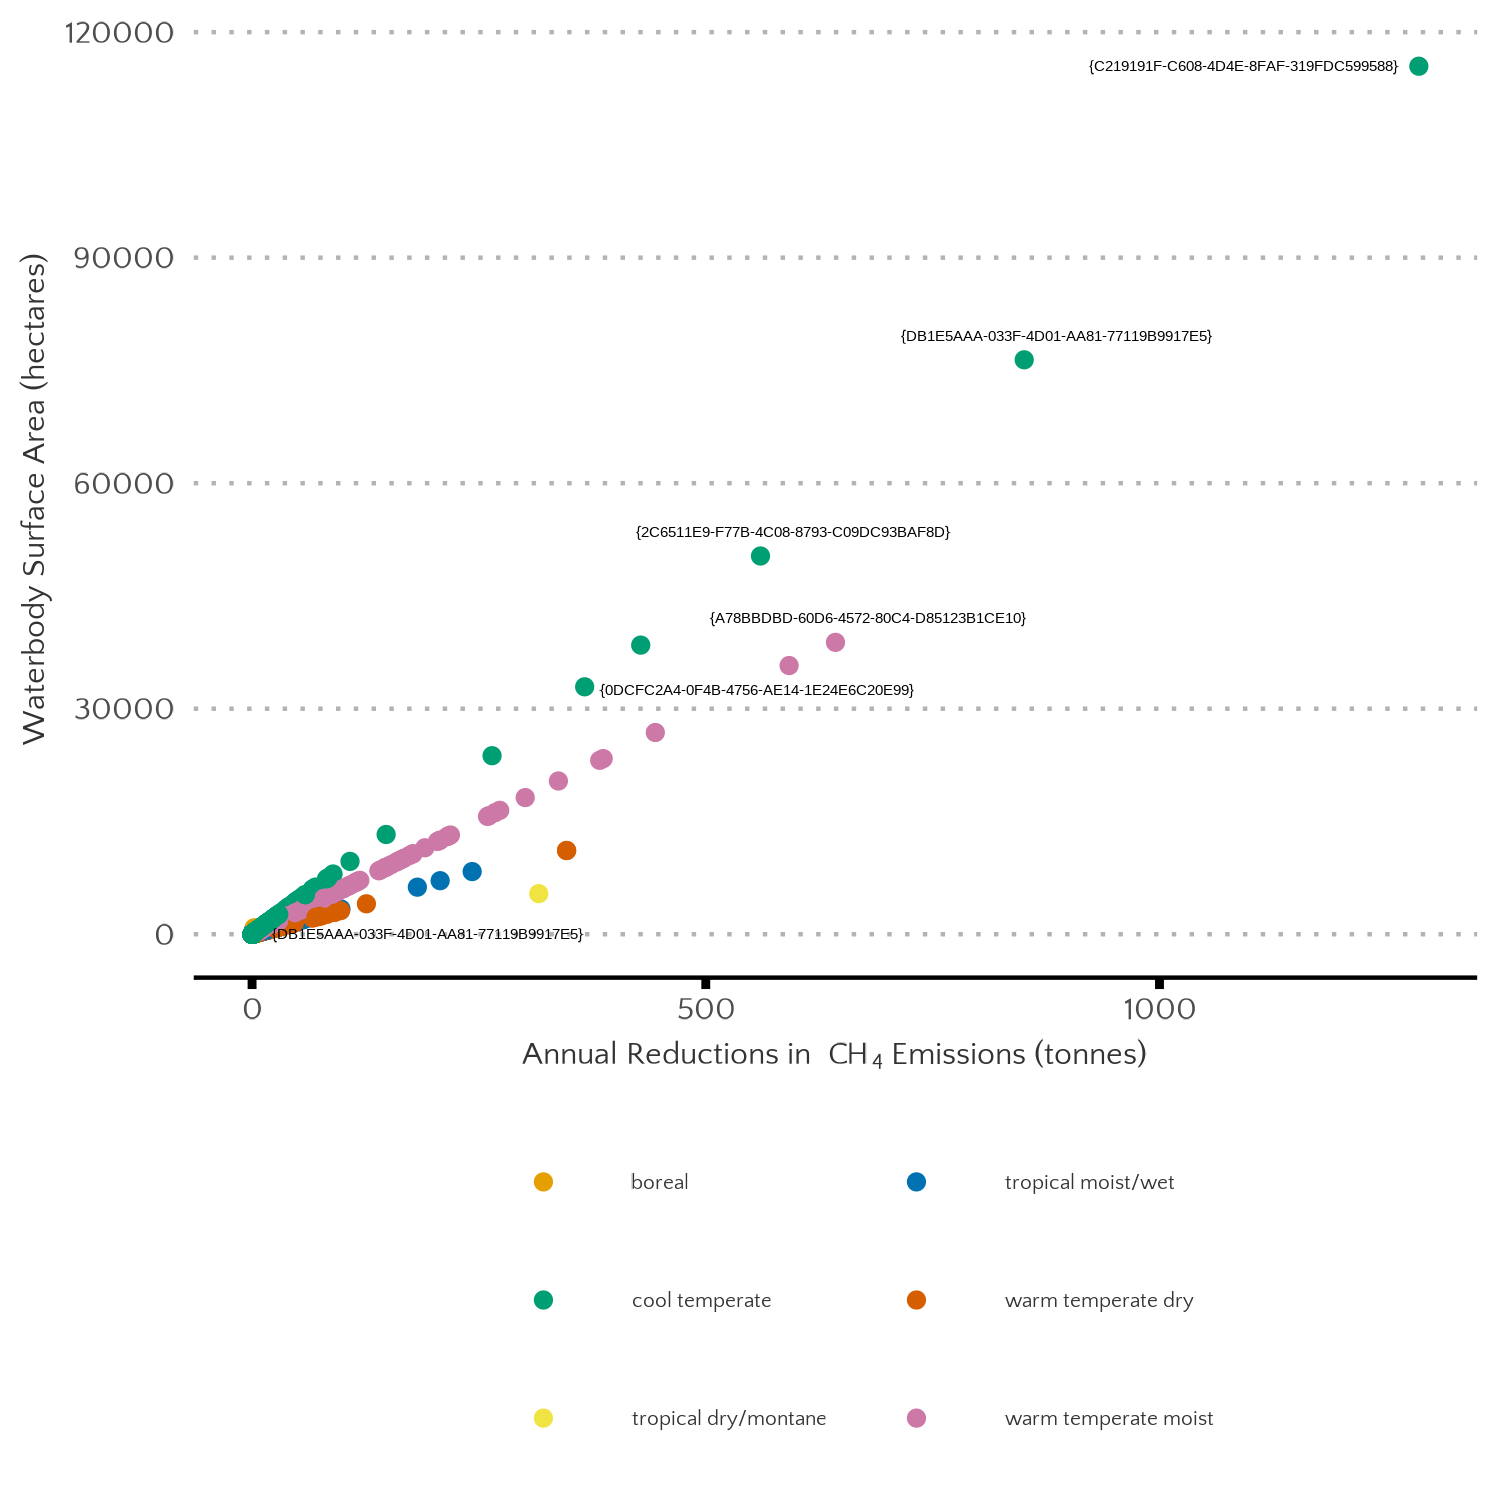 120000
{C219191F-C608-4D4E-8FAF-319FDC599588}
90000
{DB1E5AAA-033F-4D01-AA81-77119B9917E5}
60000
{2C6511E9-F77B-4C08-8793-C09DC93BAF8D}
{A78BBDBD-60D6-4572-80C4-D85123B1CE10}
{0DCFC2A4-0F4B-4756-AE14-1E24E6C20E99}
30000
0
{DB1E5AAA-033F-4D01-AA81-77119B9917E5}
Waterbody Surface Area (hectares)
0 500 1000
Annual Reductions in CH₄ Emissions (tonnes)
boreal
tropical moist/wet
cool temperate
warm temperate dry
tropical dry/montane
warm temperate moist